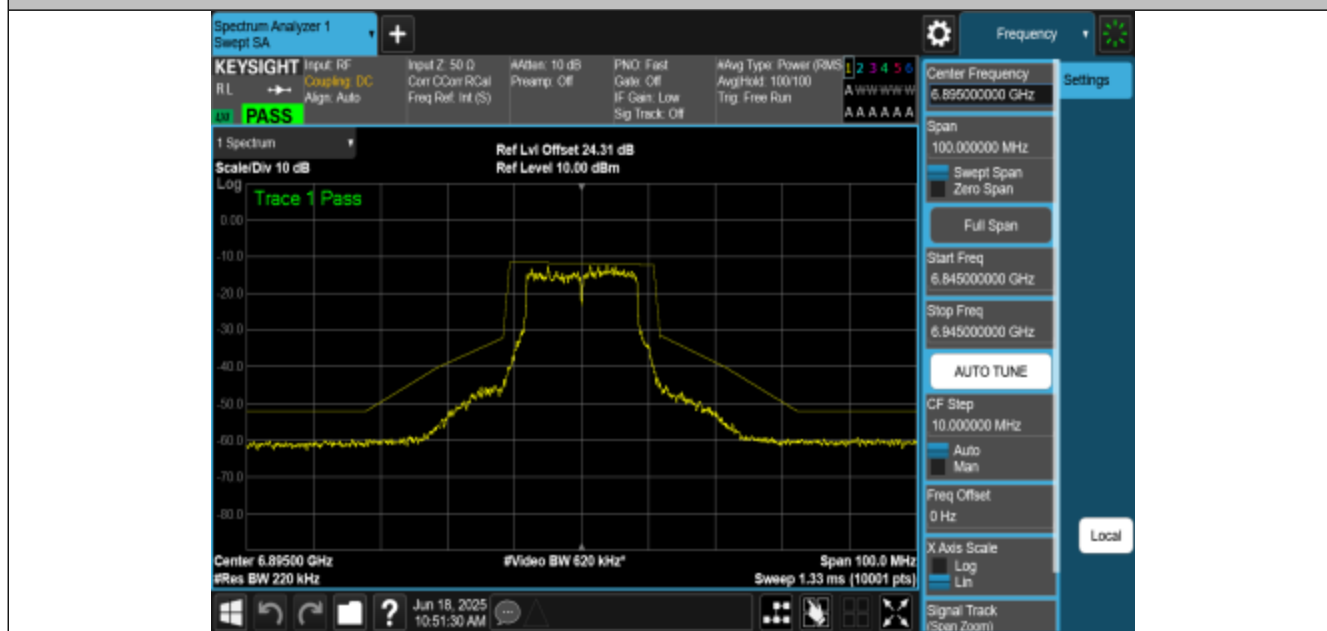 Spectrum Analyzer 1
Swept SA
+
Frequency
KEYSIGHT
RL
PASS
Input: RF
Coupling: DC
Align: Auto
Input Z: 50 Ω
Corr CCorr RCal
Freq Ref: Int (S)
#Atten: 10 dB
Preamp: Off
PNO: Fast
Gate: Off
IF Gain: Low
Sig Track: Off
#Avg Type: Power (RMS
Avg|Hold: 100/100
Trig: Free Run
1 2 3 4 5 6
A W W W W W
A A A A A A
1 Spectrum
Scale/Div 10 dB
Log
Ref Lvl Offset 24.31 dB
Ref Level 10.00 dBm
Trace 1 Pass
0.00
-10.0
-20.0
-30.0
-40.0
-50.0
-60.0
-70.0
-80.0
Center 6.89500 GHz
#Res BW 220 kHz
#Video BW 620 kHz*
Span 100.0 MHz
Sweep 1.33 ms (10001 pts)
Center Frequency
6.895000000 GHz
Settings
Span
100.000000 MHz
Swept Span
Zero Span
Full Span
Start Freq
6.845000000 GHz
Stop Freq
6.945000000 GHz
AUTO TUNE
CF Step
10.000000 MHz
Auto
Man
Freq Offset
0 Hz
X Axis Scale
Log
Lin
Signal Track
(Span Zoom)
Local
?
Jun 18, 2025
10:51:30 AM